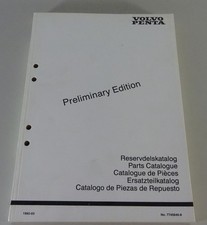 VOLVO
PENTA
Preliminary Edition
Reservdelskatalog
Parts Catalogue
Catalogue de Pièces
Ersatzteilkatalog
Catalogo de Piezas de Repuesto